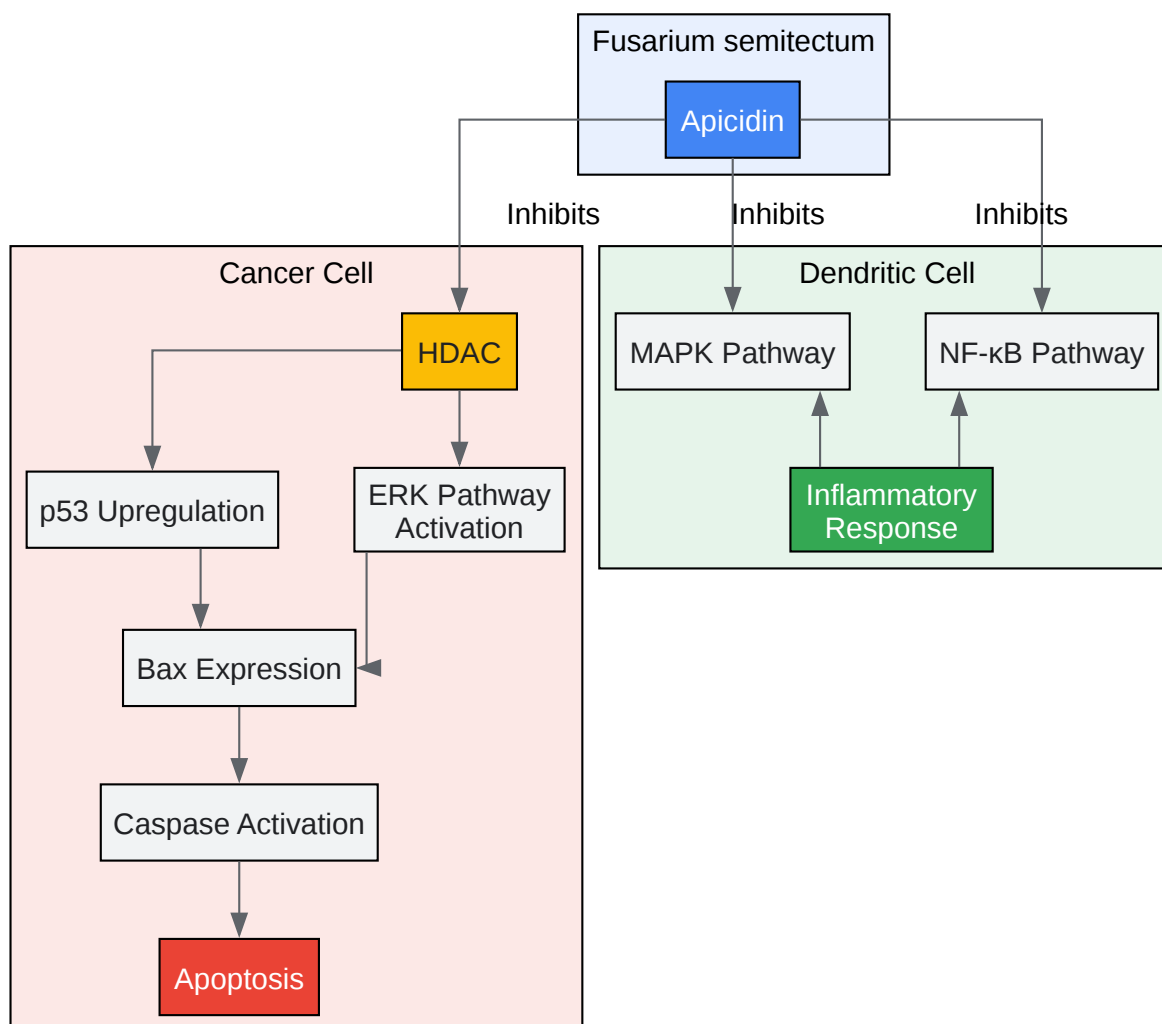 Fusarium semitectum
Apicidin
Inhibits
Inhibits
Inhibits
Cancer Cell
HDAC
p53 Upregulation
ERK Pathway
Activation
Bax Expression
Caspase Activation
Apoptosis
Dendritic Cell
MAPK Pathway
NF-κB Pathway
Inflammatory
Response